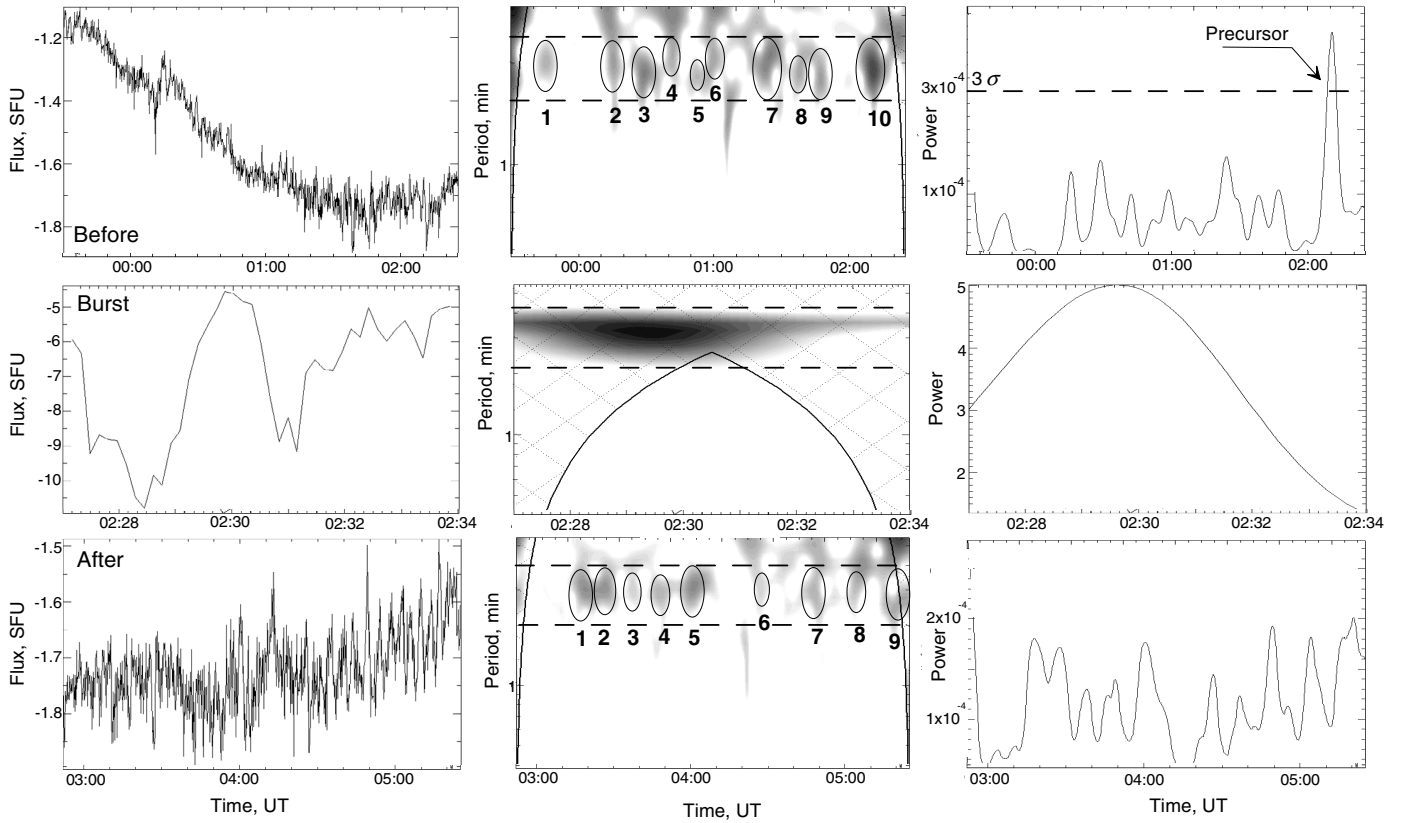 Before
Flux, SFU
-1.2
-1.4
-1.6
-1.8
00:00 01:00 02:00
Period, min
1
1 2 3 4 5 6 7 8 9 10
00:00 01:00 02:00
Precursor
3x10-4 3 σ
Power
1x10-4
00:00 01:00 02:00
Burst
Flux, SFU
-5
-6
-7
-8
-9
-10
02:28 02:30 02:32 02:34
Period, min
1
02:28 02:30 02:32 02:34
Power
5
4
3
2
02:28 02:30 02:32 02:34
After
Flux, SFU
-1.5
-1.6
-1.7
-1.8
03:00 04:00 05:00
Time, UT
Period, min
1
1 2 3 4 5 6 7 8 9
03:00 04:00 05:00
Time, UT
Power
2x10
1x10-4
03:00 04:00 05:00
Time, UT